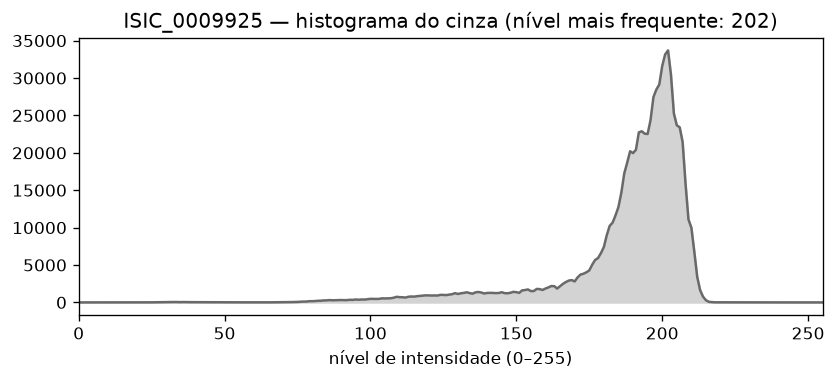 ISIC_0009925 — histograma do cinza (nível mais frequente: 202)
35000
30000
25000
20000
15000
10000
5000
0
0 50 100 150 200 250
nível de intensidade (0–255)